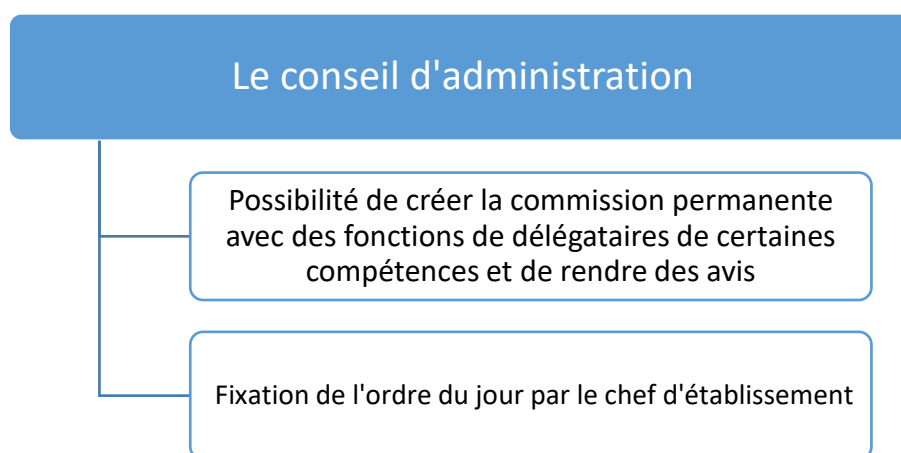 Le conseil d'administration
Possibilité de créer la commission permanente
avec des fonctions de délégataires de certaines
compétences et de rendre des avis
Fixation de l'ordre du jour par le chef d'établissement